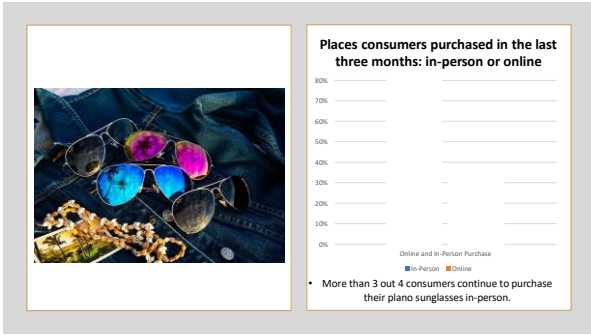 Places consumers purchased in the last
three months: in-person or online
80%
70%
60%
50%
40%
30%
20%
10%
0%
Online and In-Person Purchase
In-Person Online
• More than 3 out 4 consumers continue to purchase
their plano sunglasses in-person.